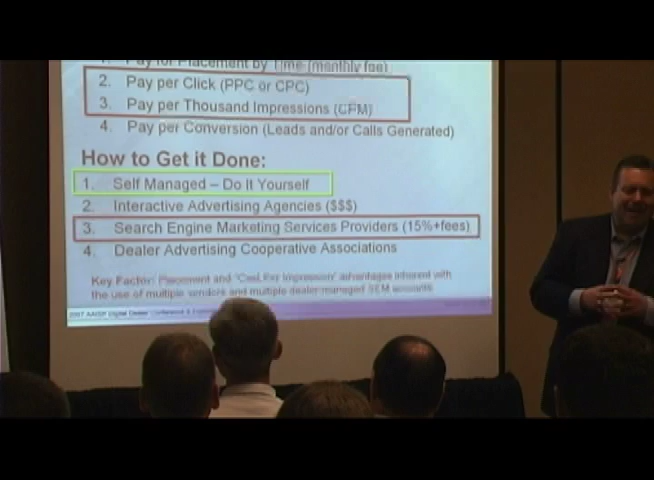 1. Pay for Placement by Time (monthly fee)
2. Pay per Click (PPC or CPC)
3. Pay per Thousand Impressions (CPM)
4. Pay per Conversion (Leads and/or Calls Generated)
How to Get it Done:
1. Self Managed – Do It Yourself
2. Interactive Advertising Agencies ($$$)
3. Search Engine Marketing Services Providers (15%+fees)
4. Dealer Advertising Cooperative Associations
Key Factor: Placement and "Cost Per Impression" advantages inherent with
the use of multiple vendors and multiple dealer managed SEM accounts
2007 AAISP Digital Dealer Conference &